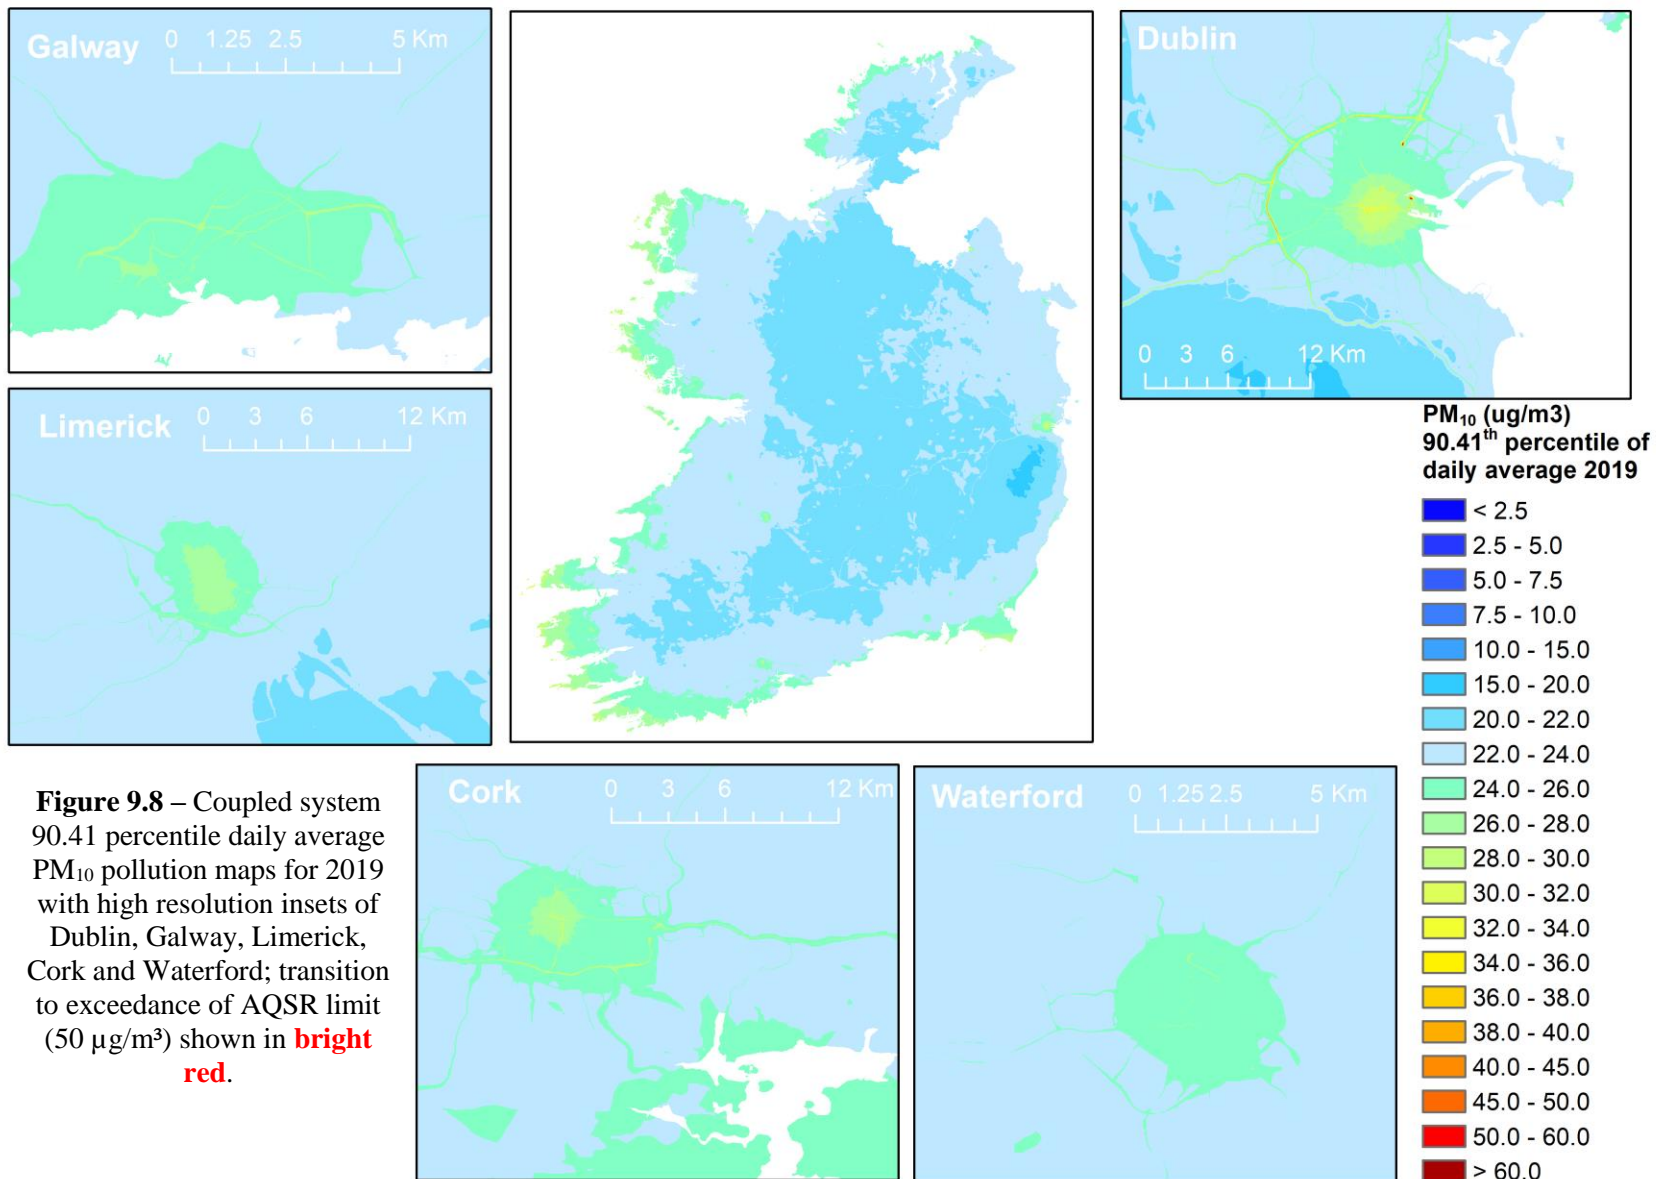 Galway
0 1.25 2.5 5 Km
Dublin
0 3 6 12 Km
Limerick
0 3 6 12 Km
PM₁₀ (ug/m3)
90.41ᵗʰ percentile of
daily average 2019
< 2.5
2.5 - 5.0
5.0 - 7.5
7.5 - 10.0
10.0 - 15.0
15.0 - 20.0
20.0 - 22.0
22.0 - 24.0
24.0 - 26.0
26.0 - 28.0
28.0 - 30.0
30.0 - 32.0
32.0 - 34.0
34.0 - 36.0
36.0 - 38.0
38.0 - 40.0
40.0 - 45.0
45.0 - 50.0
50.0 - 60.0
> 60.0
Figure 9.8 – Coupled system
90.41 percentile daily average
PM₁₀ pollution maps for 2019
with high resolution insets of
Dublin, Galway, Limerick,
Cork and Waterford; transition
to exceedance of AQSR limit
(50 µg/m³) shown in bright
red.
Cork
0 3 6 12 Km
Waterford
0 1.25 2.5 5 Km